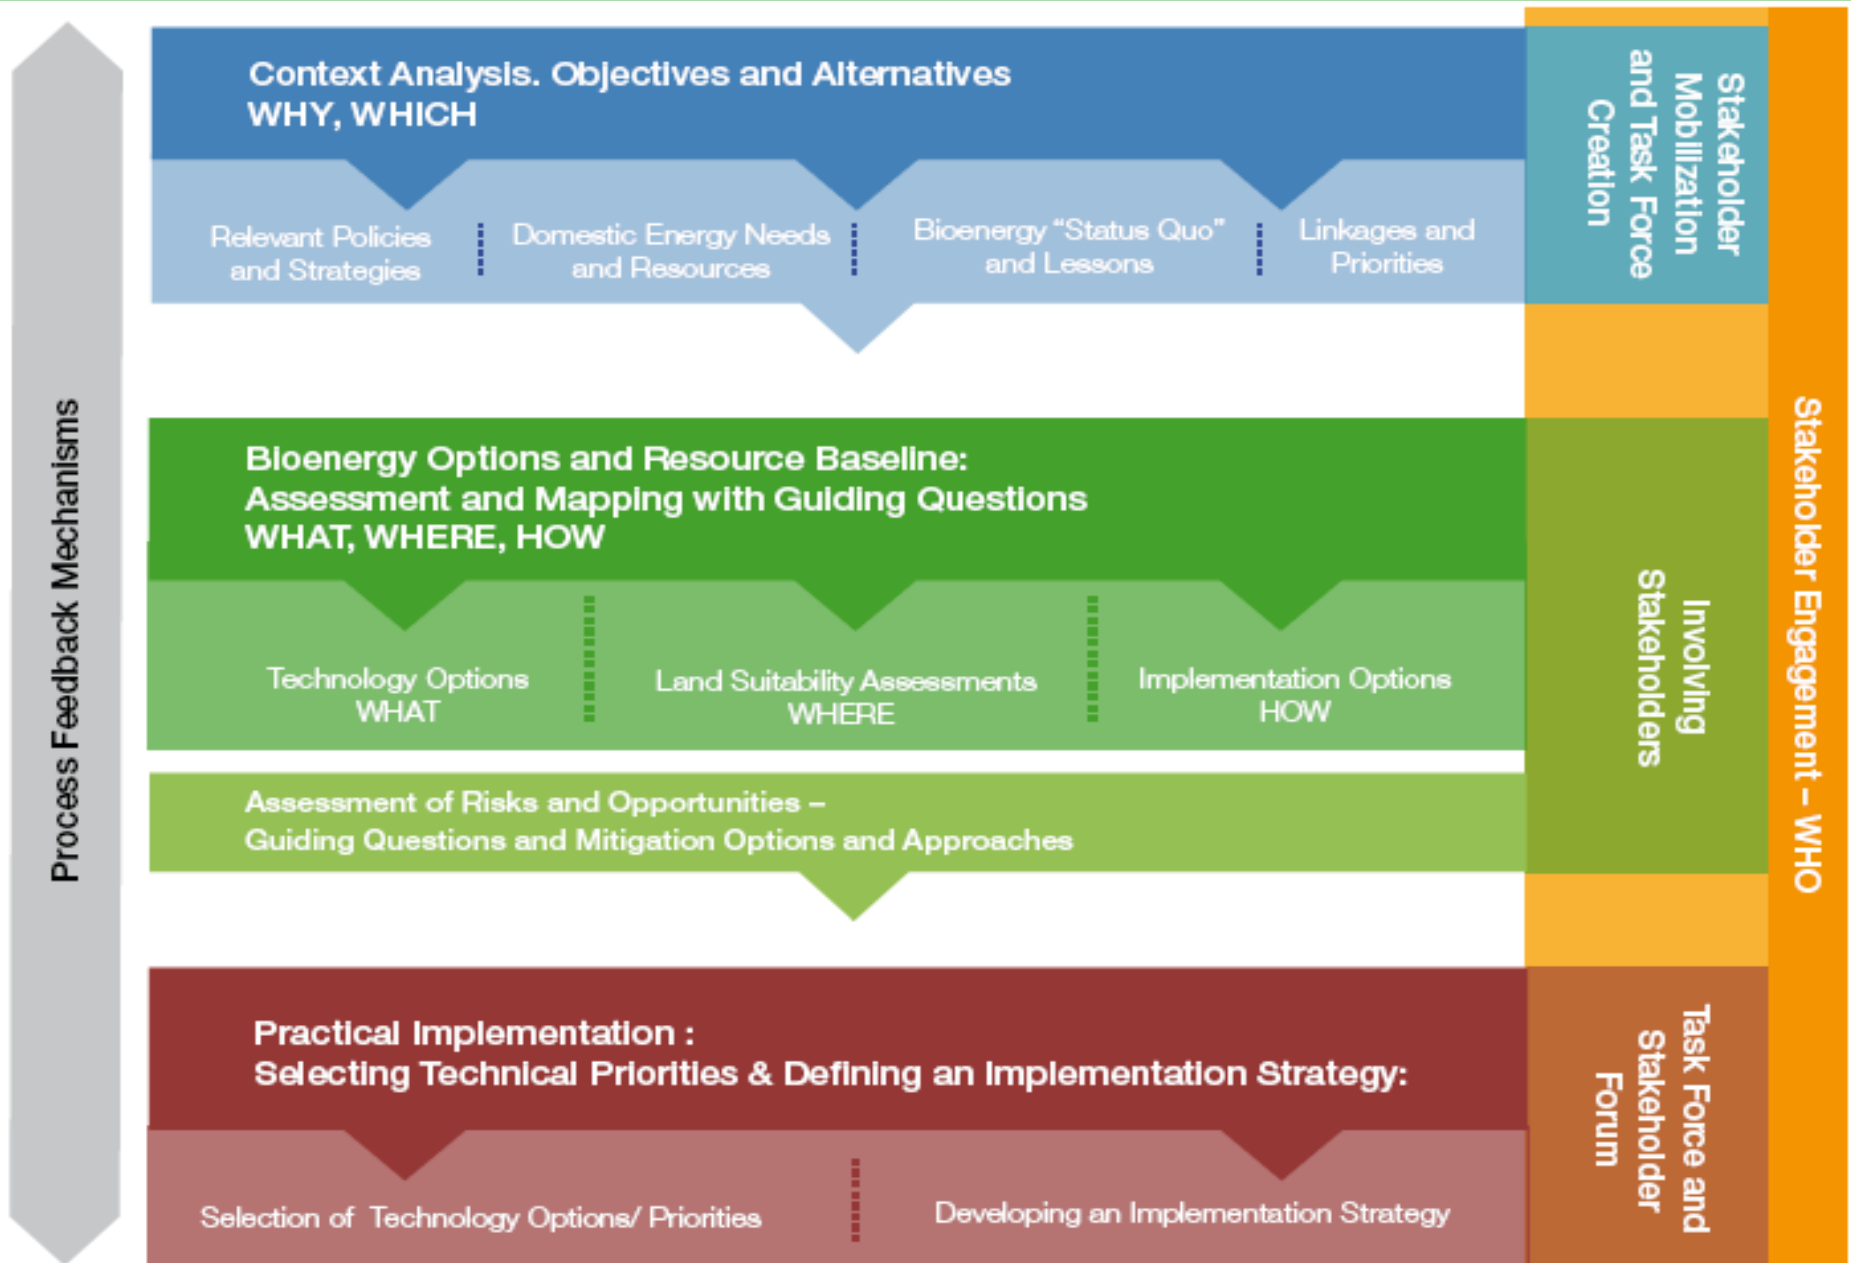 Process Feedback Mechanisms
Context Analysis. Objectives and Alternatives
WHY, WHICH
Relevant Policies
and Strategies
Domestic Energy Needs
and Resources
Bioenergy “Status Quo”
and Lessons
Linkages and
Priorities
Stakeholder
Mobilization
and Task Force
Creation
Bioenergy Options and Resource Baseline:
Assessment and Mapping with Guiding Questions
WHAT, WHERE, HOW
Technology Options
WHAT
Land Suitability Assessments
WHERE
Implementation Options
HOW
Assessment of Risks and Opportunities –
Guiding Questions and Mitigation Options and Approaches
Involving
Stakeholders
Practical Implementation :
Selecting Technical Priorities & Defining an Implementation Strategy:
Selection of Technology Options/ Priorities
Developing an Implementation Strategy
Task Force and
Stakeholder
Forum
Stakeholder Engagement – WHO